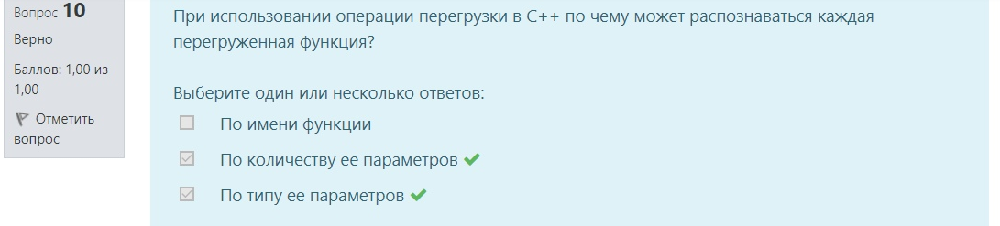 Вопрос 10
Верно
Баллов: 1,00 из
1,00
Отметить
вопрос
При использовании операции перегрузки в С++ по чему может распознаваться каждая
перегруженная функция?
Выберите один или несколько ответов:
По имени функции
По количеству ее параметров
По типу ее параметров